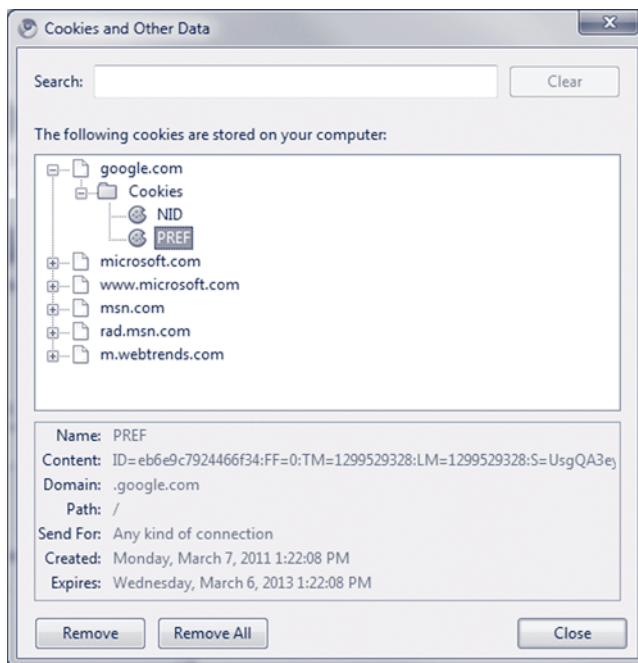 Cookies and Other Data
Search:
Clear
The following cookies are stored on your computer:
google.com
Cookies
NID
PREF
microsoft.com
www.microsoft.com
msn.com
rad.msn.com
m.webtrends.com
Name: PREF
Content: ID=eb6e9c7924466f34:FF=0:TM=1299529328:LM=1299529328:S=UsgQA3ey
Domain: .google.com
Path: /
Send For: Any kind of connection
Created: Monday, March 7, 2011 1:22:08 PM
Expires: Wednesday, March 6, 2013 1:22:08 PM
Remove Remove All Close